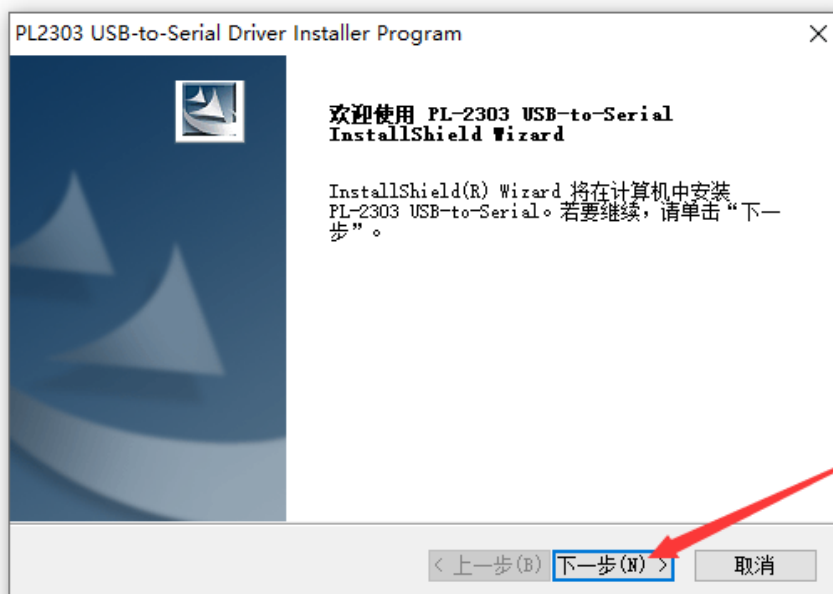 PL2303 USB-to-Serial Driver Installer Program
欢迎使用 PL-2303 USB-to-Serial
InstallShield Wizard
InstallShield(R) Wizard 将在计算机中安装
PL-2303 USB-to-Serial。若要继续，请单击“下一
步”。
< 上一步(B) 下一步(N) > 取消